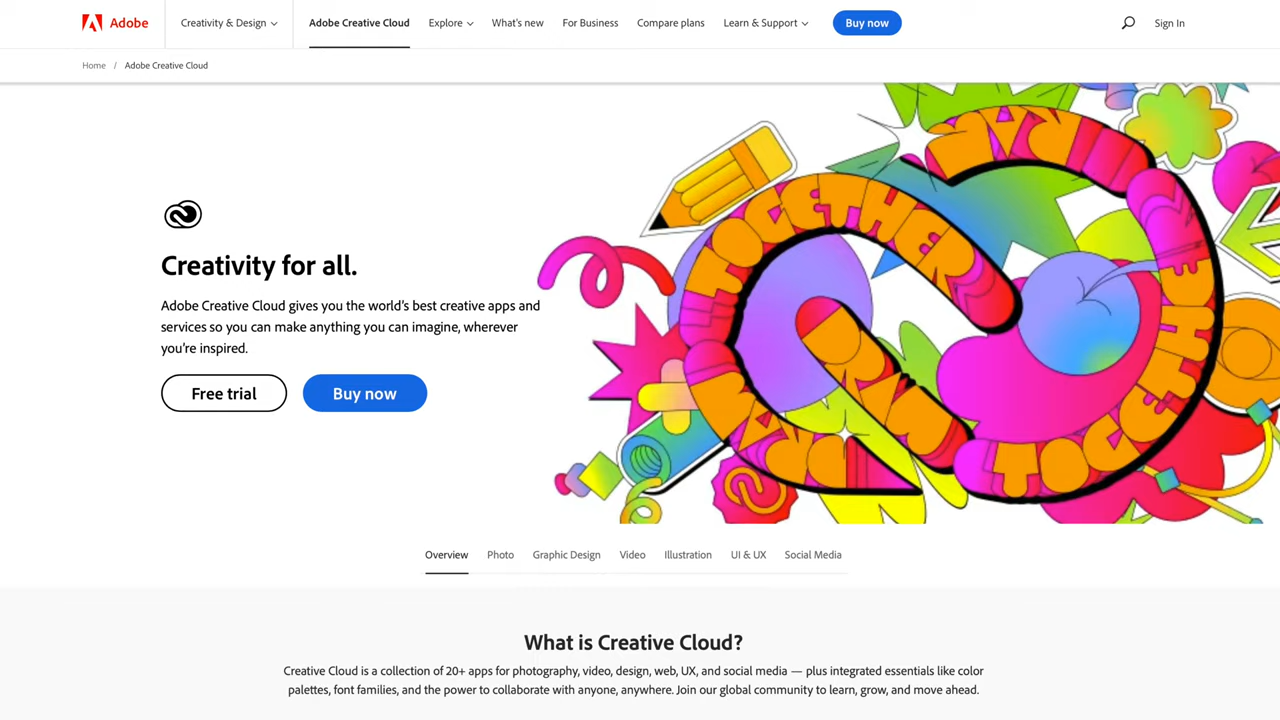 Adobe
Creativity & Design
Adobe Creative Cloud
Explore
What's new
For Business
Compare plans
Learn & Support
Buy now
Sign In
Home / Adobe Creative Cloud
Creativity for all.
Adobe Creative Cloud gives you the world's best creative apps and
services so you can make anything you can imagine, wherever
you're inspired.
Free trial
Buy now
TOGETHER
TOGETHER
Overview
Photo
Graphic Design
Video
Illustration
UI & UX
Social Media
What is Creative Cloud?
Creative Cloud is a collection of 20+ apps for photography, video, design, web, UX, and social media — plus integrated essentials like color
palettes, font families, and the power to collaborate with anyone, anywhere. Join our global community to learn, grow, and move ahead.